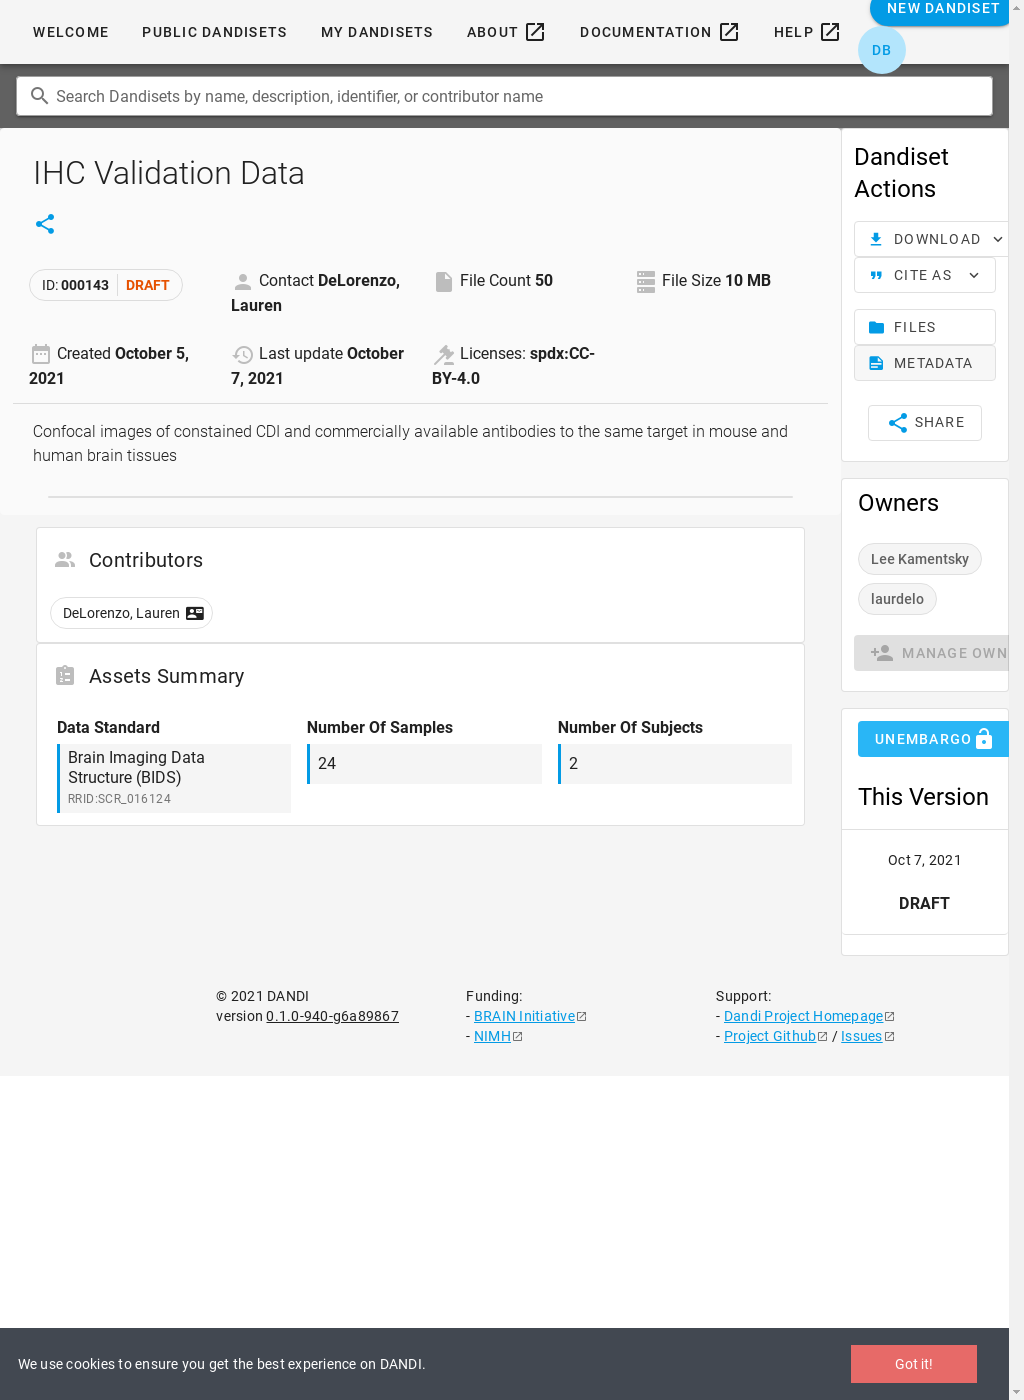 WELCOME PUBLIC DANDISETS MY DANDISETS ABOUT DOCUMENTATION HELP NEW DANDISET
DB
Search Dandisets by name, description, identifier, or contributor name
IHC Validation Data
ID: 000143 DRAFT
Contact DeLorenzo, Lauren
File Count 50
File Size 10 MB
Created October 5, 2021
Last update October 7, 2021
Licenses: spdx:CC-BY-4.0
Confocal images of constained CDI and commercially available antibodies to the same target in mouse and
human brain tissues
Contributors
DeLorenzo, Lauren
Assets Summary
Data Standard
Brain Imaging Data
Structure (BIDS)
RRID:SCR_016124
Number Of Samples
24
Number Of Subjects
2
Dandiset
Actions
DOWNLOAD
CITE AS
FILES
METADATA
SHARE
Owners
Lee Kamentsky
laurdelo
MANAGE OWN
UNEMBARGO
This Version
Oct 7, 2021
DRAFT
© 2021 DANDI
version 0.1.0-940-g6a89867
Funding:
- BRAIN Initiative
- NIMH
Support:
- Dandi Project Homepage
- Project Github / Issues
We use cookies to ensure you get the best experience on DANDI.
Got it!